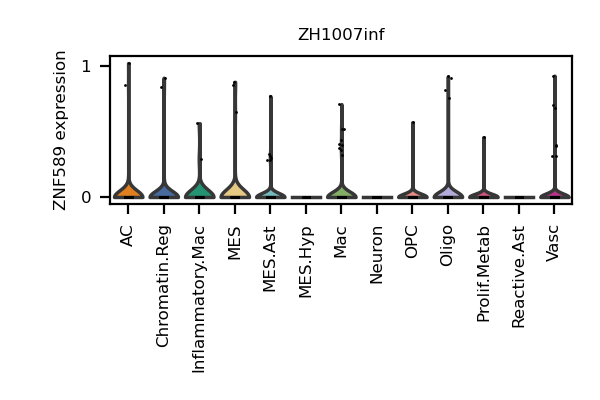 ZH1007inf
ZNF589 expression
1
0
AC
Chromatin.Reg
Inflammatory.Mac
MES
MES.Ast
MES.Hyp
Mac
Neuron
OPC
Oligo
Prolif.Metab
Reactive.Ast
Vasc